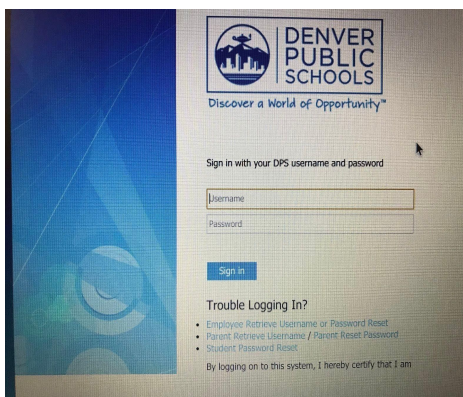 DENVER
PUBLIC
SCHOOLS
Discover a World of Opportunity™
Sign in with your DPS username and password
Username
Password
Sign in
Trouble Logging In?
Employee Retrieve Username or Password Reset
Parent Retrieve Username / Parent Reset Password
Student Password Reset
By logging on to this system, I hereby certify that I am